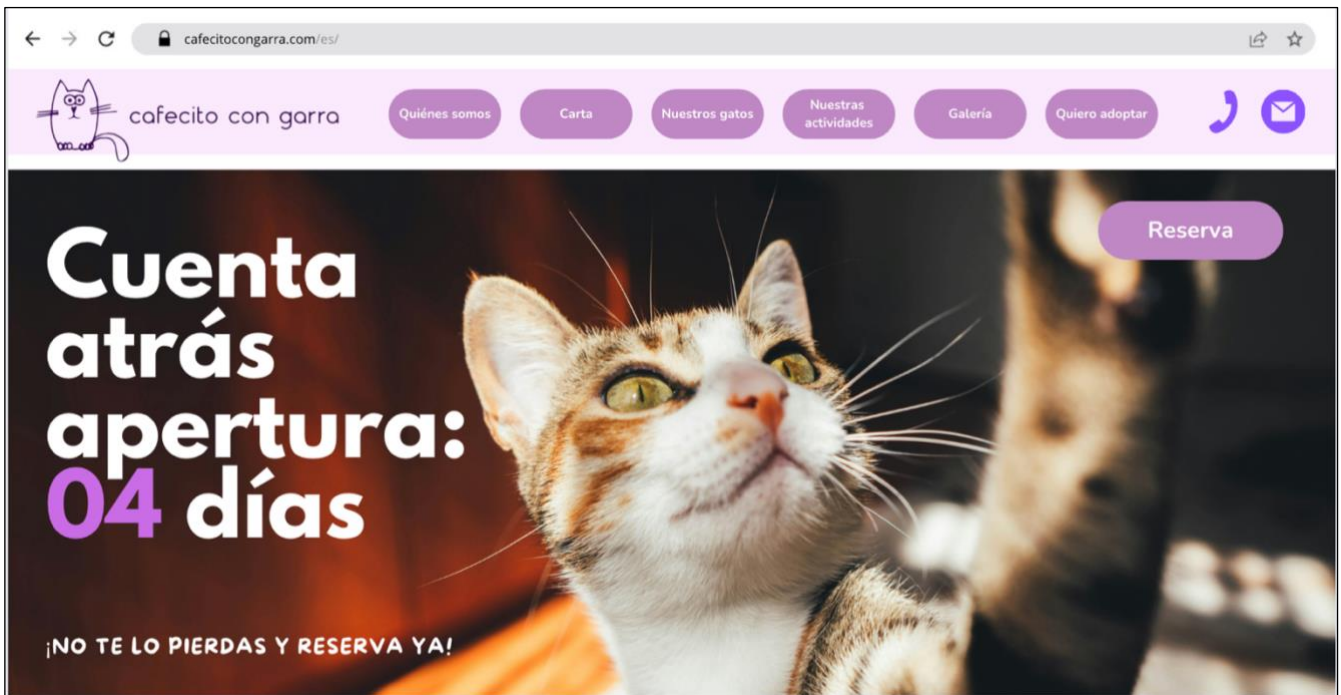 cafecitocongarra.com/es/
cafecito con garra
Quiénes somos
Carta
Nuestros gatos
Nuestras
actividades
Galería
Quiero adoptar
Reserva
Cuenta
atrás
apertura:
04 días
¡NO TE LO PIERDAS Y RESERVA YA!